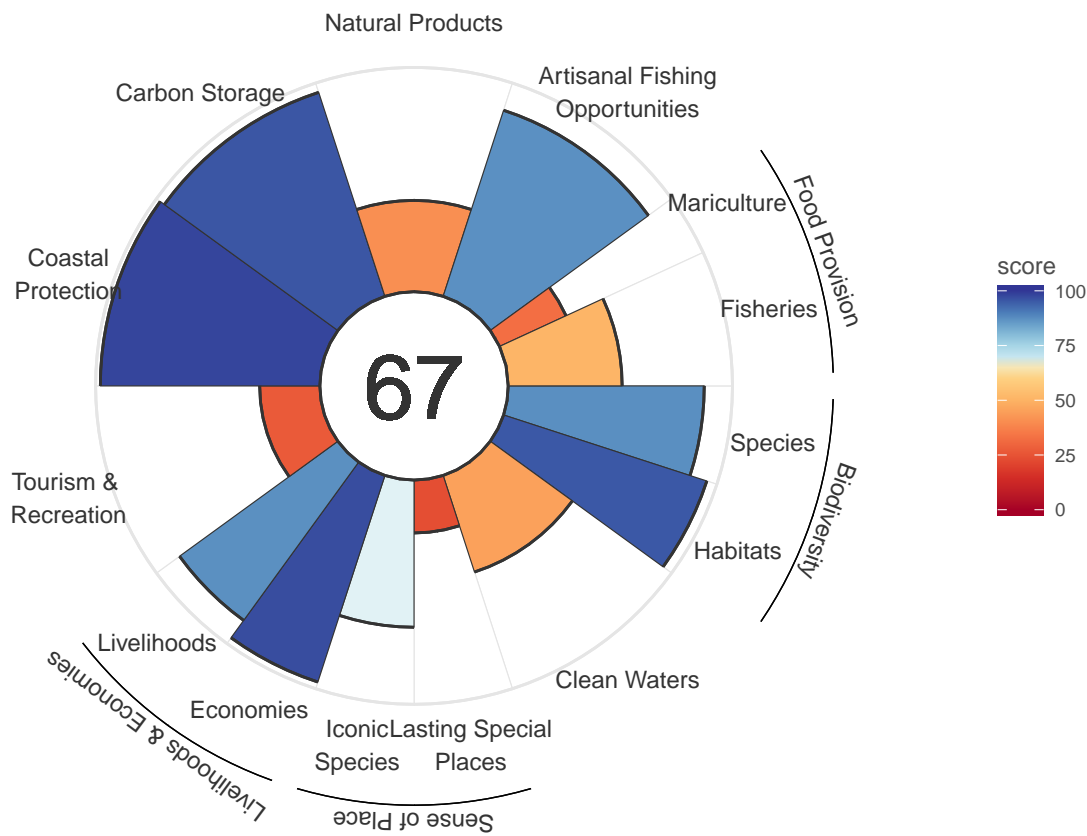 Natural Products
Artisanal Fishing
Opportunities
Carbon Storage
Mariculture
Food Provision
Coastal
Protection
Fisheries
score
100
75
50
25
0
67
Species
Biodiversity
Tourism &
Recreation
Habitats
Livelihoods
Clean Waters
Livelihoods & Economies
Economies
Iconic
Species
Lasting Special
Places
Sense of Place